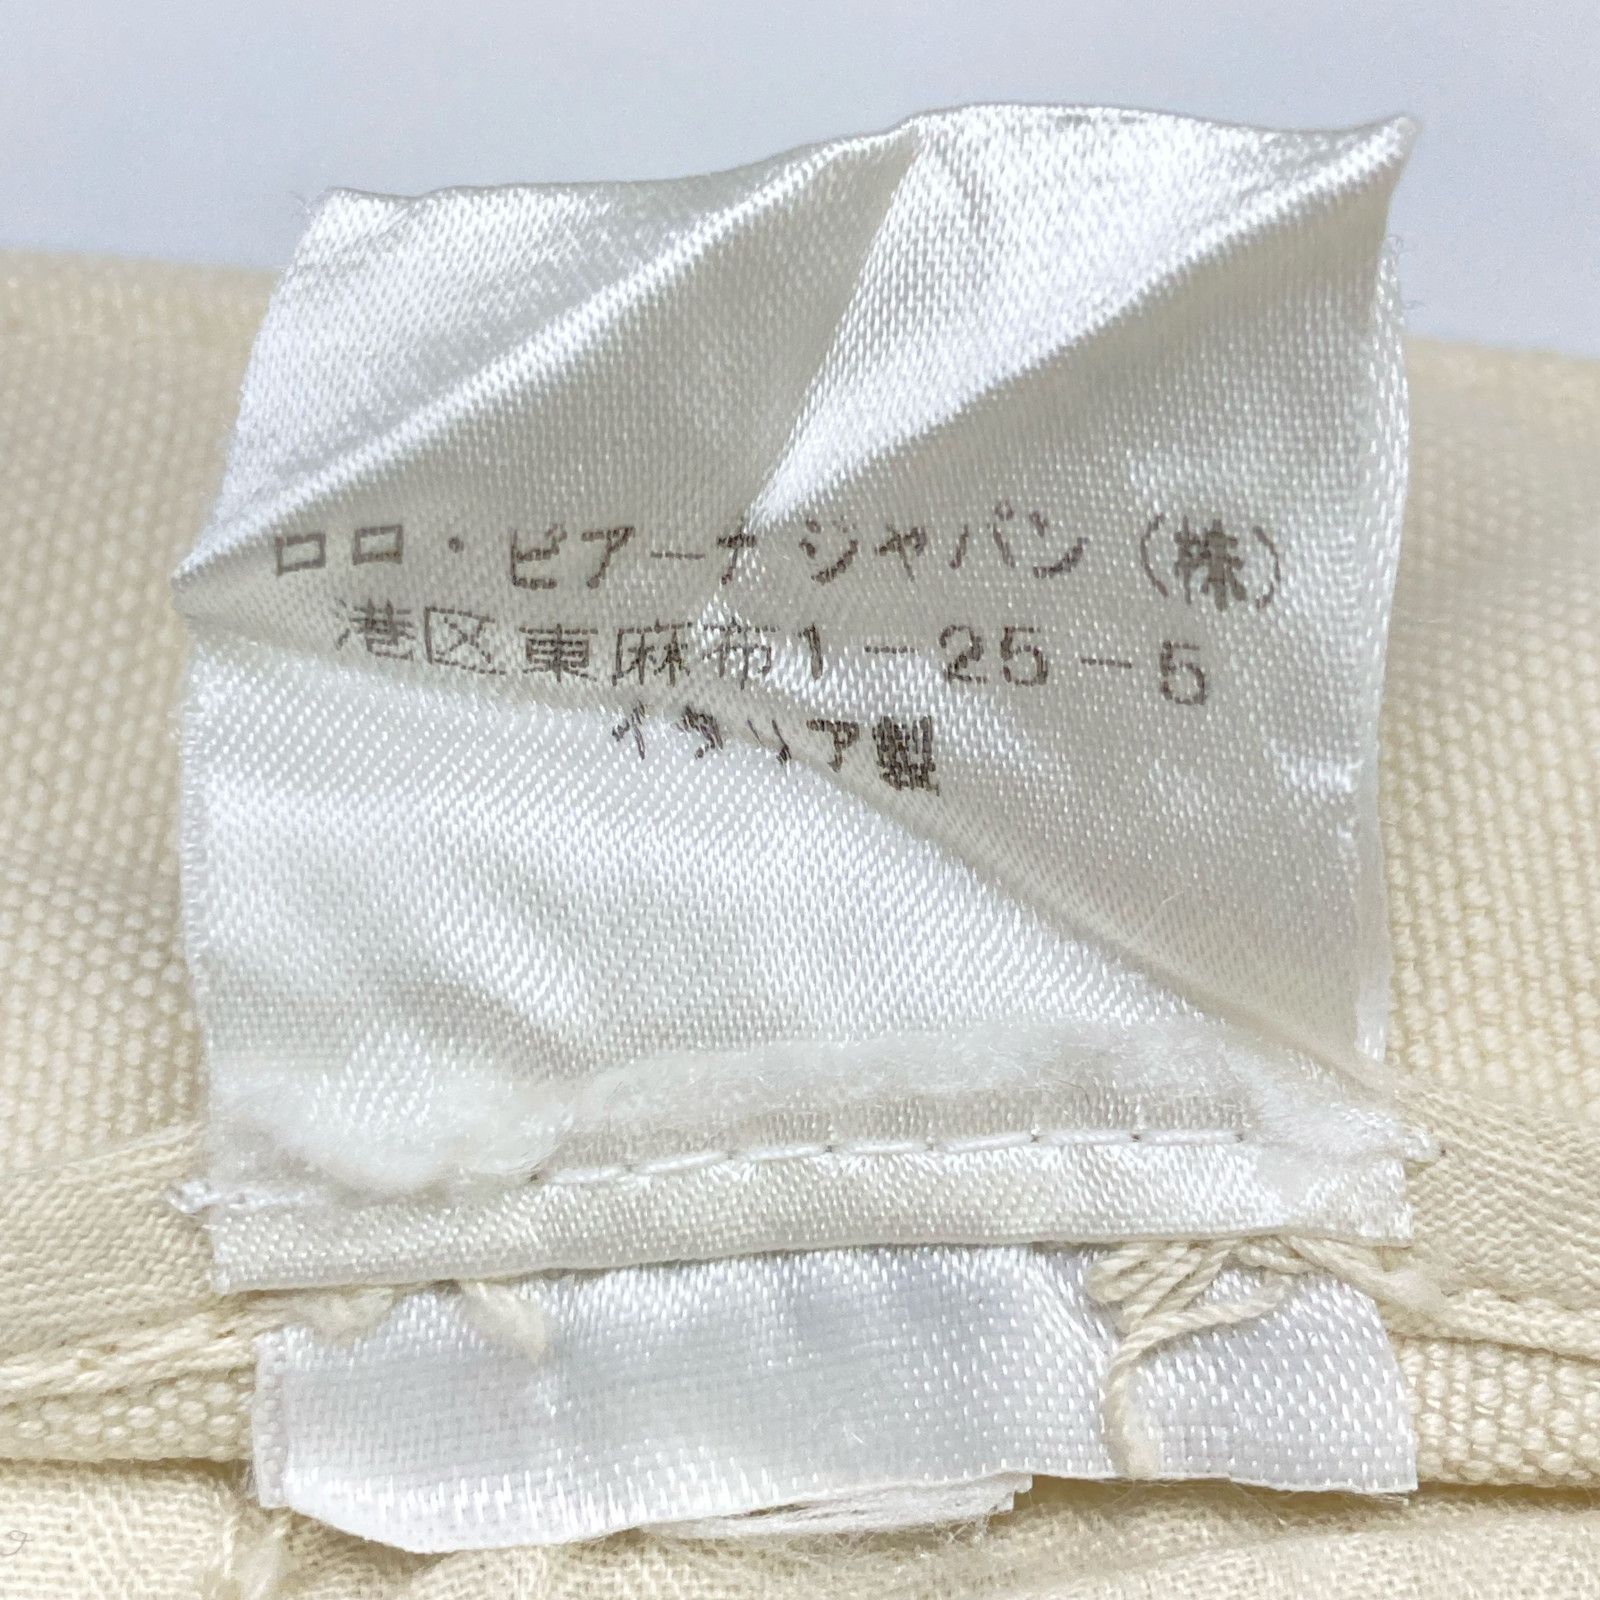 ロロ・ピアーナ ジャパン (株)
港区東麻布1-25-5
イタリア製